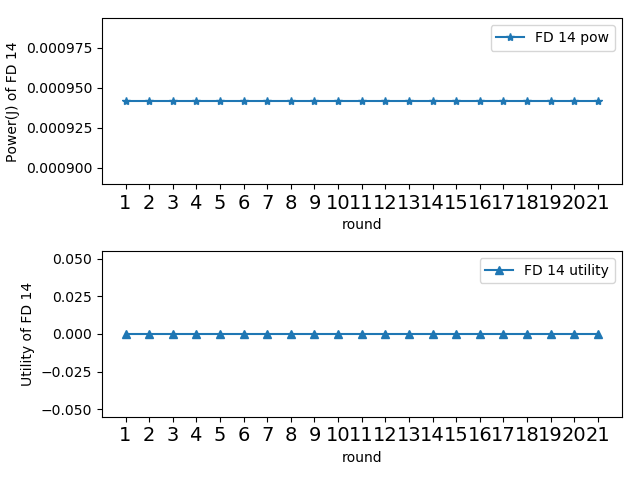 FD 14 pow
Power(J) of FD 14
0.000975
0.000950
0.000925
0.000900
1 2 3 4 5 6 7 8 9 10 11 12 13 14 15 16 17 18 19 20 21
round
FD 14 utility
Utility of FD 14
0.050
0.025
0.000
−0.025
−0.050
1 2 3 4 5 6 7 8 9 10 11 12 13 14 15 16 17 18 19 20 21
round